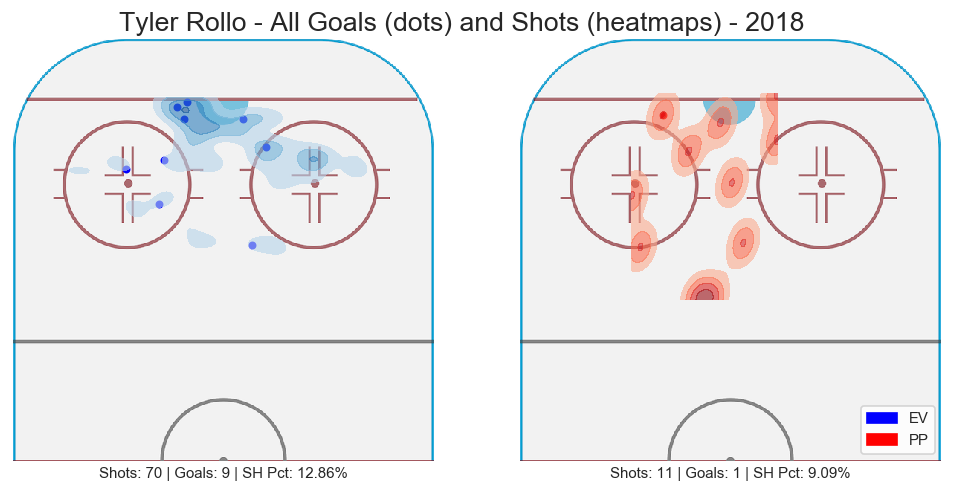 Tyler Rollo - All Goals (dots) and Shots (heatmaps) - 2018
EV
PP
Shots: 70 | Goals: 9 | SH Pct: 12.86%
Shots: 11 | Goals: 1 | SH Pct: 9.09%